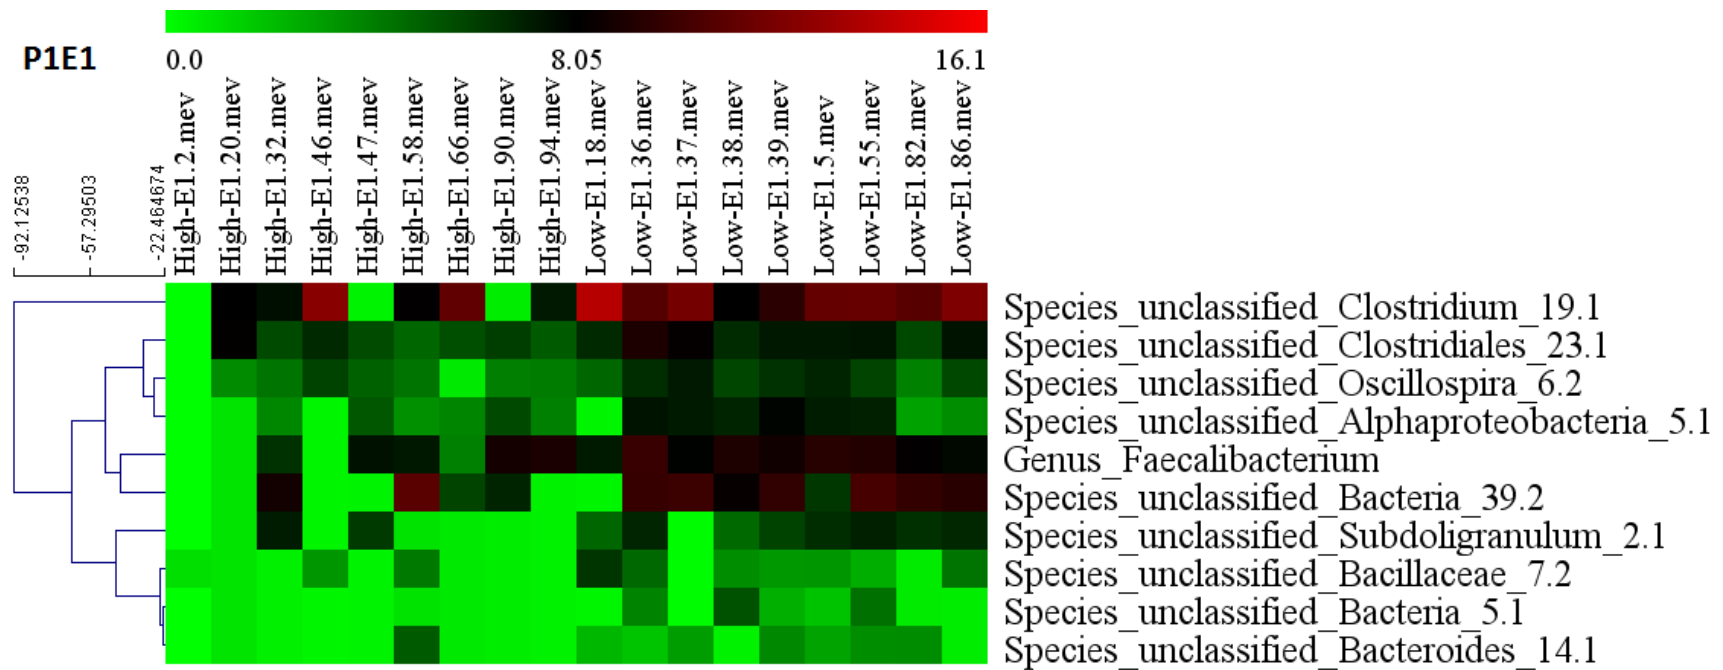 P1E1
0.0 8.05 16.1
-92.12538
-57.29503
-22.464674
High-E1.2.mev
High-E1.20.mev
High-E1.32.mev
High-E1.46.mev
High-E1.47.mev
High-E1.58.mev
High-E1.66.mev
High-E1.90.mev
High-E1.94.mev
Low-E1.18.mev
Low-E1.36.mev
Low-E1.37.mev
Low-E1.38.mev
Low-E1.39.mev
Low-E1.5.mev
Low-E1.55.mev
Low-E1.82.mev
Low-E1.86.mev
Species_unclassified_Clostridium_19.1
Species_unclassified_Clostridiales_23.1
Species_unclassified_Oscillospira_6.2
Species_unclassified_Alphaproteobacteria_5.1
Genus_Faecalibacterium
Species_unclassified_Bacteria_39.2
Species_unclassified_Subdoligranulum_2.1
Species_unclassified_Bacillaceae_7.2
Species_unclassified_Bacteria_5.1
Species_unclassified_Bacteroides_14.1